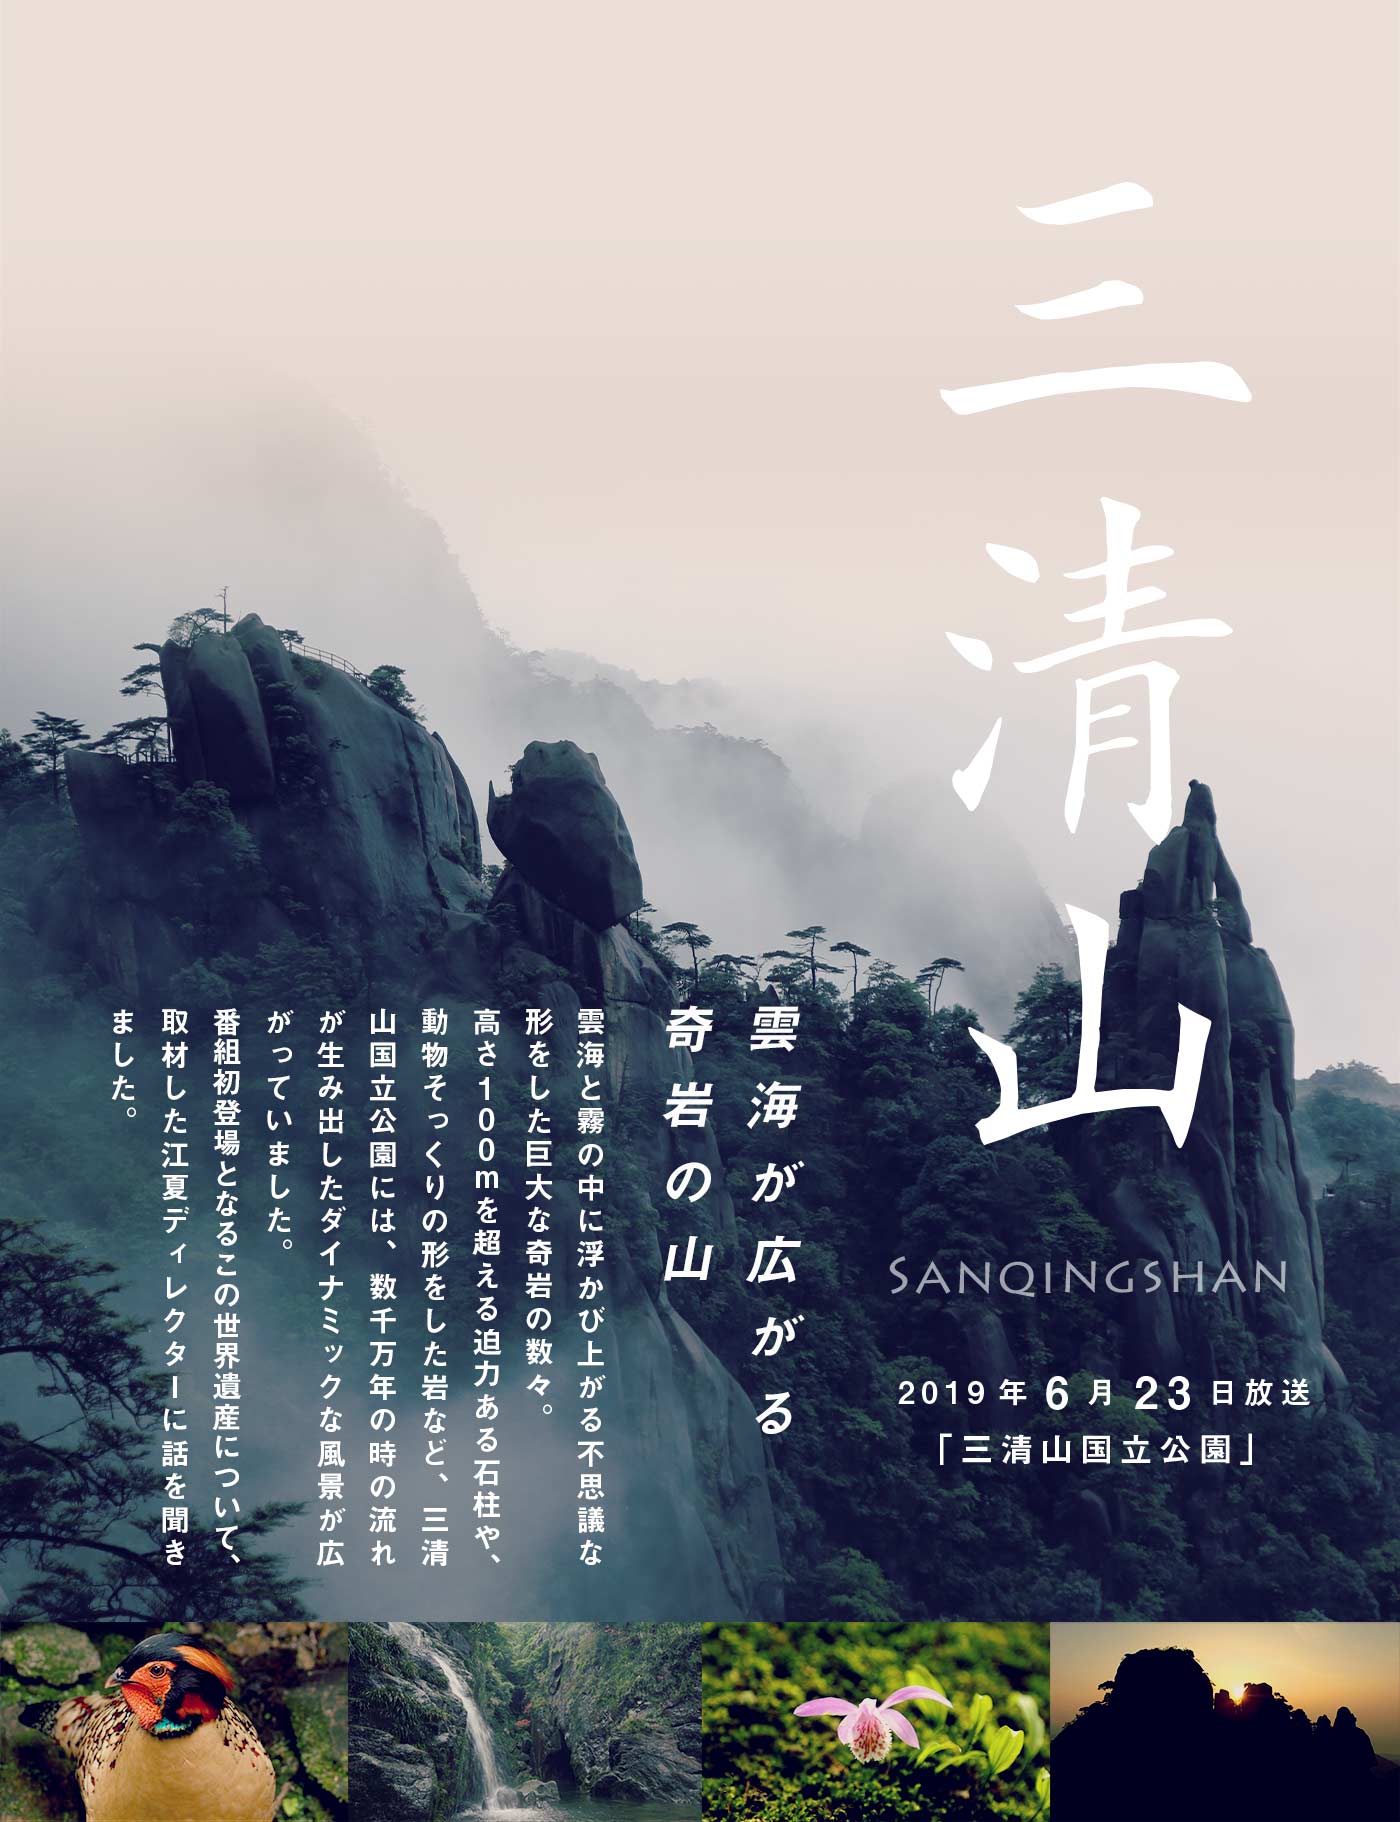 三清山
SANQINGSHAN
2019年6月23日放送
「三清山国立公園」
雲海が広がる
奇岩の山
雲海と霧の中に浮かび上がる不思議な
形をした巨大な奇岩の数々。
高さ100mを超える迫力ある石柱や、
動物そっくりの形をした岩など、三清
山国立公園には、数千万年の時の流れ
が生み出したダイナミックな風景が広
がっていました。
番組初登場となるこの世界遺産について、
取材した江夏ディレクターに話を聞き
ました。